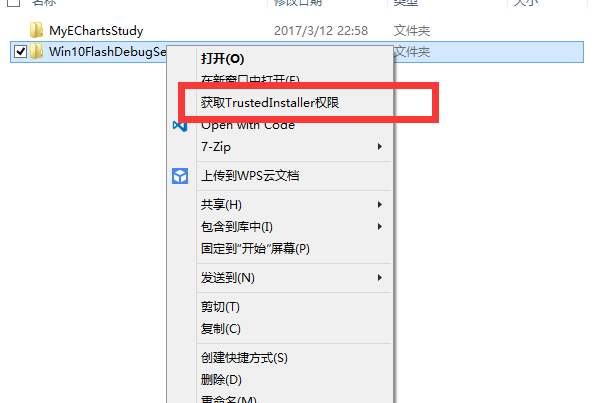 名称 修改日期 类型 大小
MyEChartsStudy 2017/3/12 22:58 文件夹
Win10FlashDebugSe 文件夹
打开(O)
在新窗口中打开(E)
获取TrustedInstaller权限
Open with Code
7-Zip
上传到WPS云文档
共享(H)
包含到库中(I)
固定到"开始"屏幕(P)
发送到(N)
剪切(T)
复制(C)
创建快捷方式(S)
删除(D)
重命名(M)